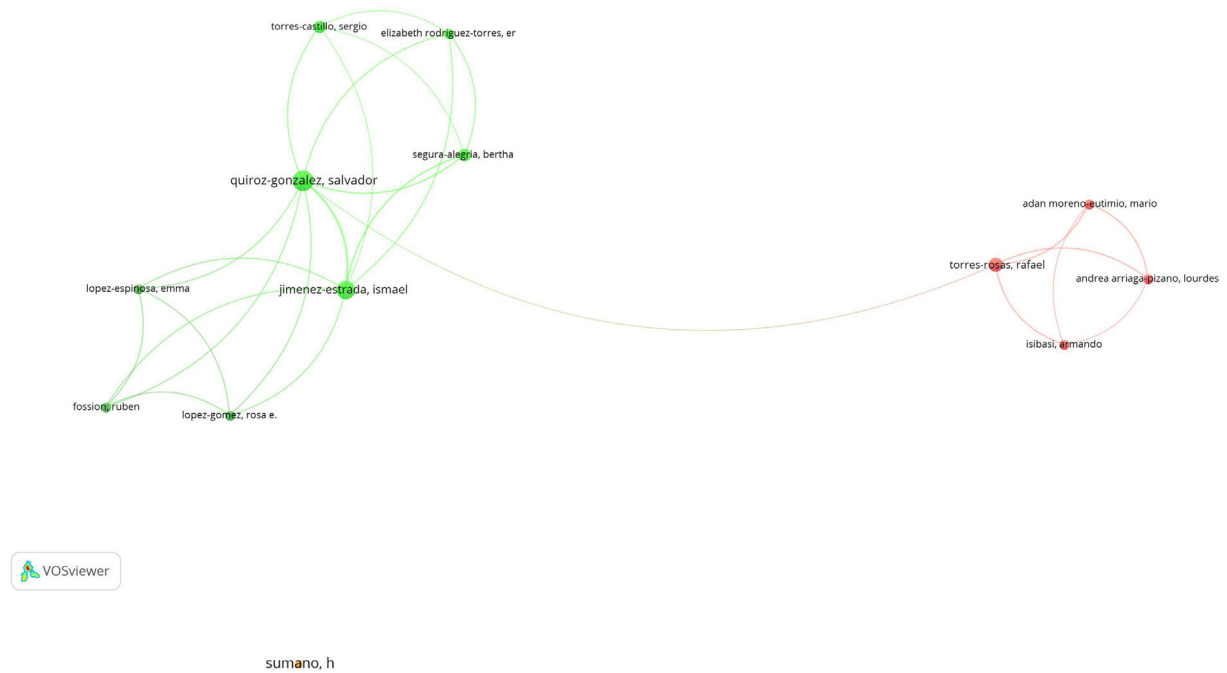 torres-castillo, sergio
elizabeth rodriguez-torres, er
segura-alegria, bertha
quiroz-gonzalez, salvador
adan moreno-eutimio, mario
torres-rosas, rafael
andrea arriaga-pizano, lourdes
lopez-espinosa, emma
jimenez-estrada, ismael
isibasi, armando
fossion, ruben
lopez-gomez, rosa e.
VOSviewer
sumano, h